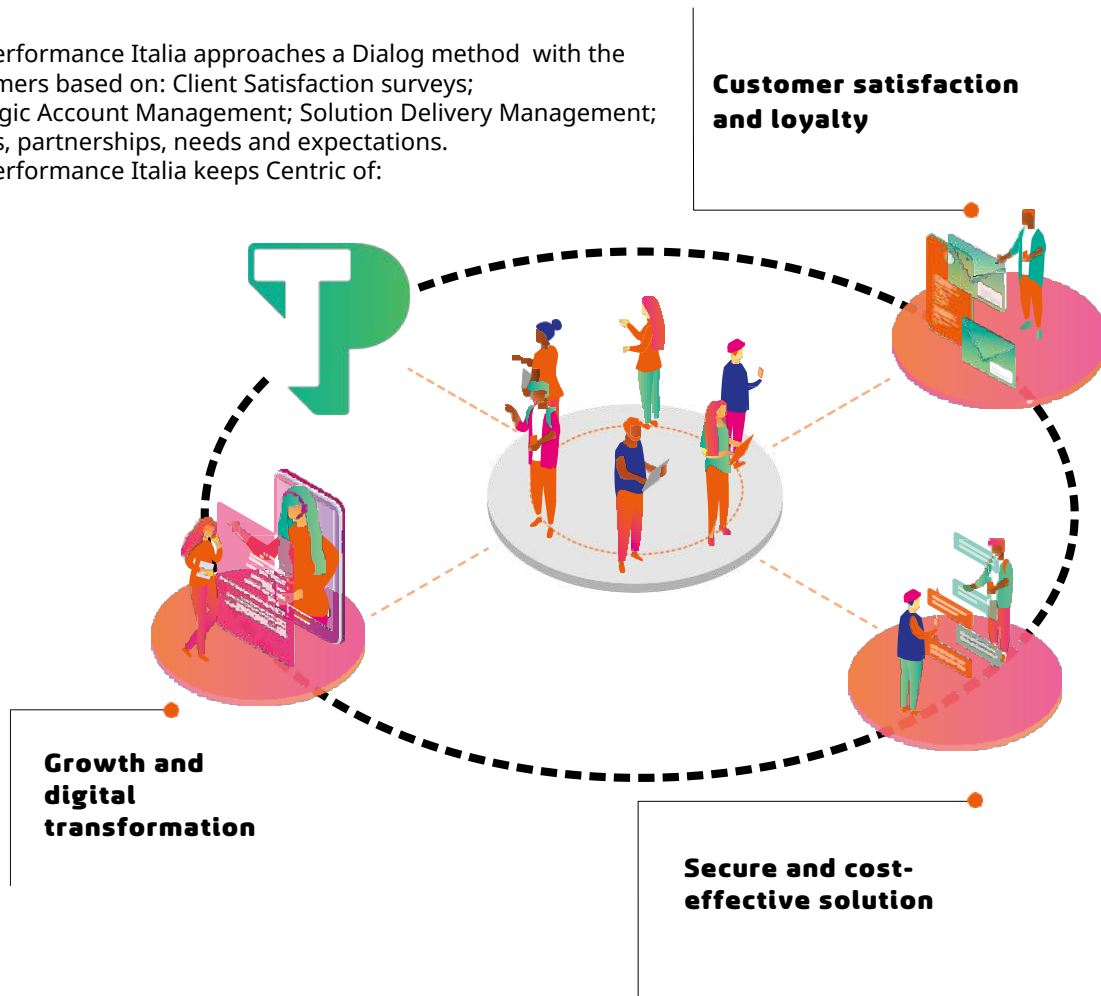 erformance Italia approaches a Dialog method with the
mers based on: Client Satisfaction surveys;
gic Account Management; Solution Delivery Management;
s, partnerships, needs and expectations.
erformance Italia keeps Centric of:
Customer satisfaction
and loyalty
TP
Growth and
digital
transformation
Secure and cost-
effective solution